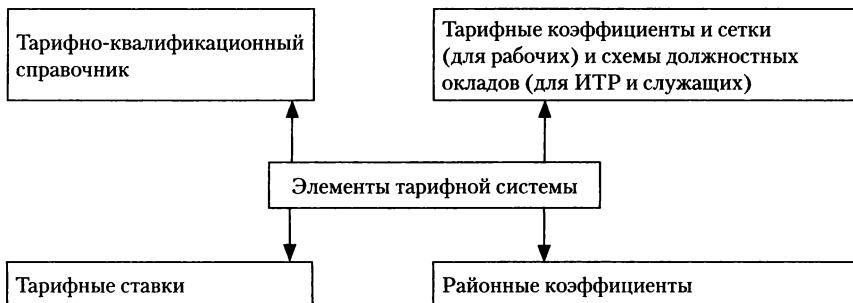 Тарифно-квалификационный
справочник
Тарифные коэффициенты и сетки
(для рабочих) и схемы должностных
окладов (для ИТР и служащих)
Элементы тарифной системы
Тарифные ставки
Районные коэффициенты